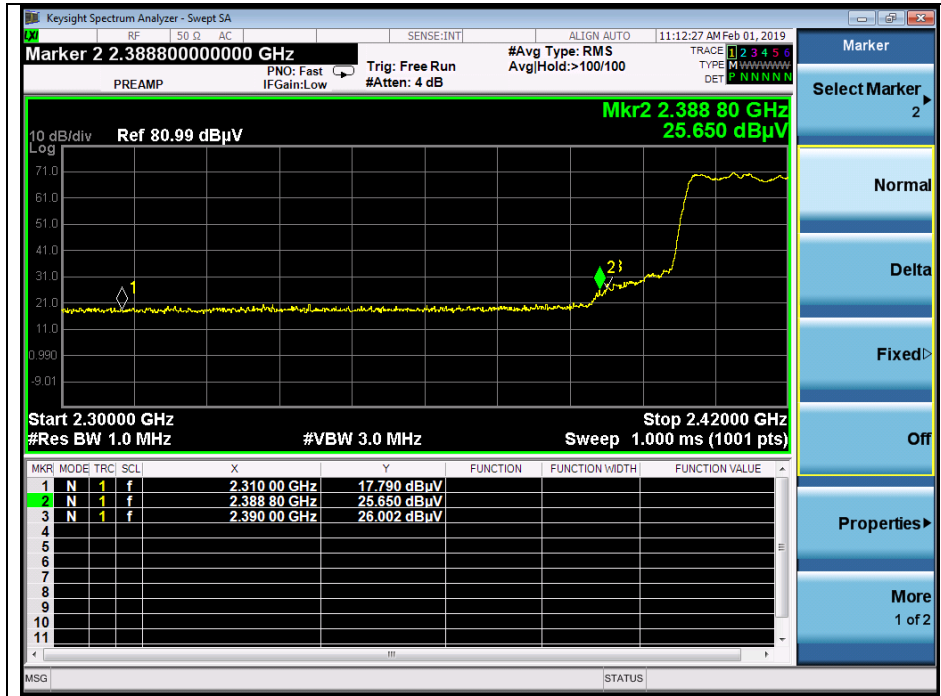 Keysight Spectrum Analyzer - Swept SA
LXI RF 50 Ω AC SENSE:INT ALIGN AUTO 11:12:27 AM Feb 01, 2019
Marker 2 2.388800000000 GHz
PREAMP
PNO: Fast
IFGain:Low
Trig: Free Run
#Atten: 4 dB
#Avg Type: RMS
Avg|Hold:>100/100
TRACE 1 2 3 4 5 6
TYPE M WWWWW
DET P N N N N N
Mkr2 2.388 80 GHz
25.650 dBµV
10 dB/div Ref 80.99 dBµV
Log
71.0
61.0
51.0
41.0
31.0
21.0
11.0
0.990
-9.01
1
2
3
Start 2.30000 GHz Stop 2.42000 GHz
#Res BW 1.0 MHz #VBW 3.0 MHz Sweep 1.000 ms (1001 pts)
MKR MODE TRC SCL X Y FUNCTION FUNCTION WIDTH FUNCTION VALUE
1 N 1 f 2.310 00 GHz 17.790 dBµV
2 N 1 f 2.388 80 GHz 25.650 dBµV
3 N 1 f 2.390 00 GHz 26.002 dBµV
4
5
6
7
8
9
10
11
MSG STATUS
Marker
Select Marker
2
Normal
Delta
Fixed
Off
Properties
More
1 of 2